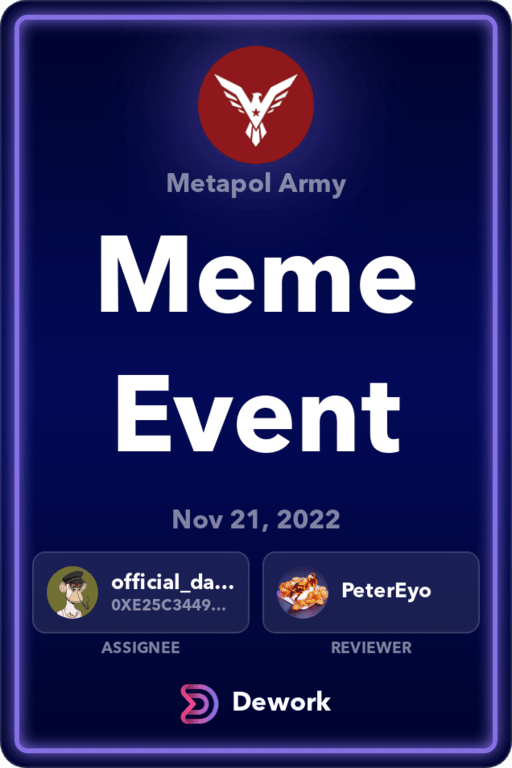 Metapol Army
Meme
Event
Nov 21, 2022
official_da...
0XE25C3449...
PeterEyo
ASSIGNEE
REVIEWER
Dework